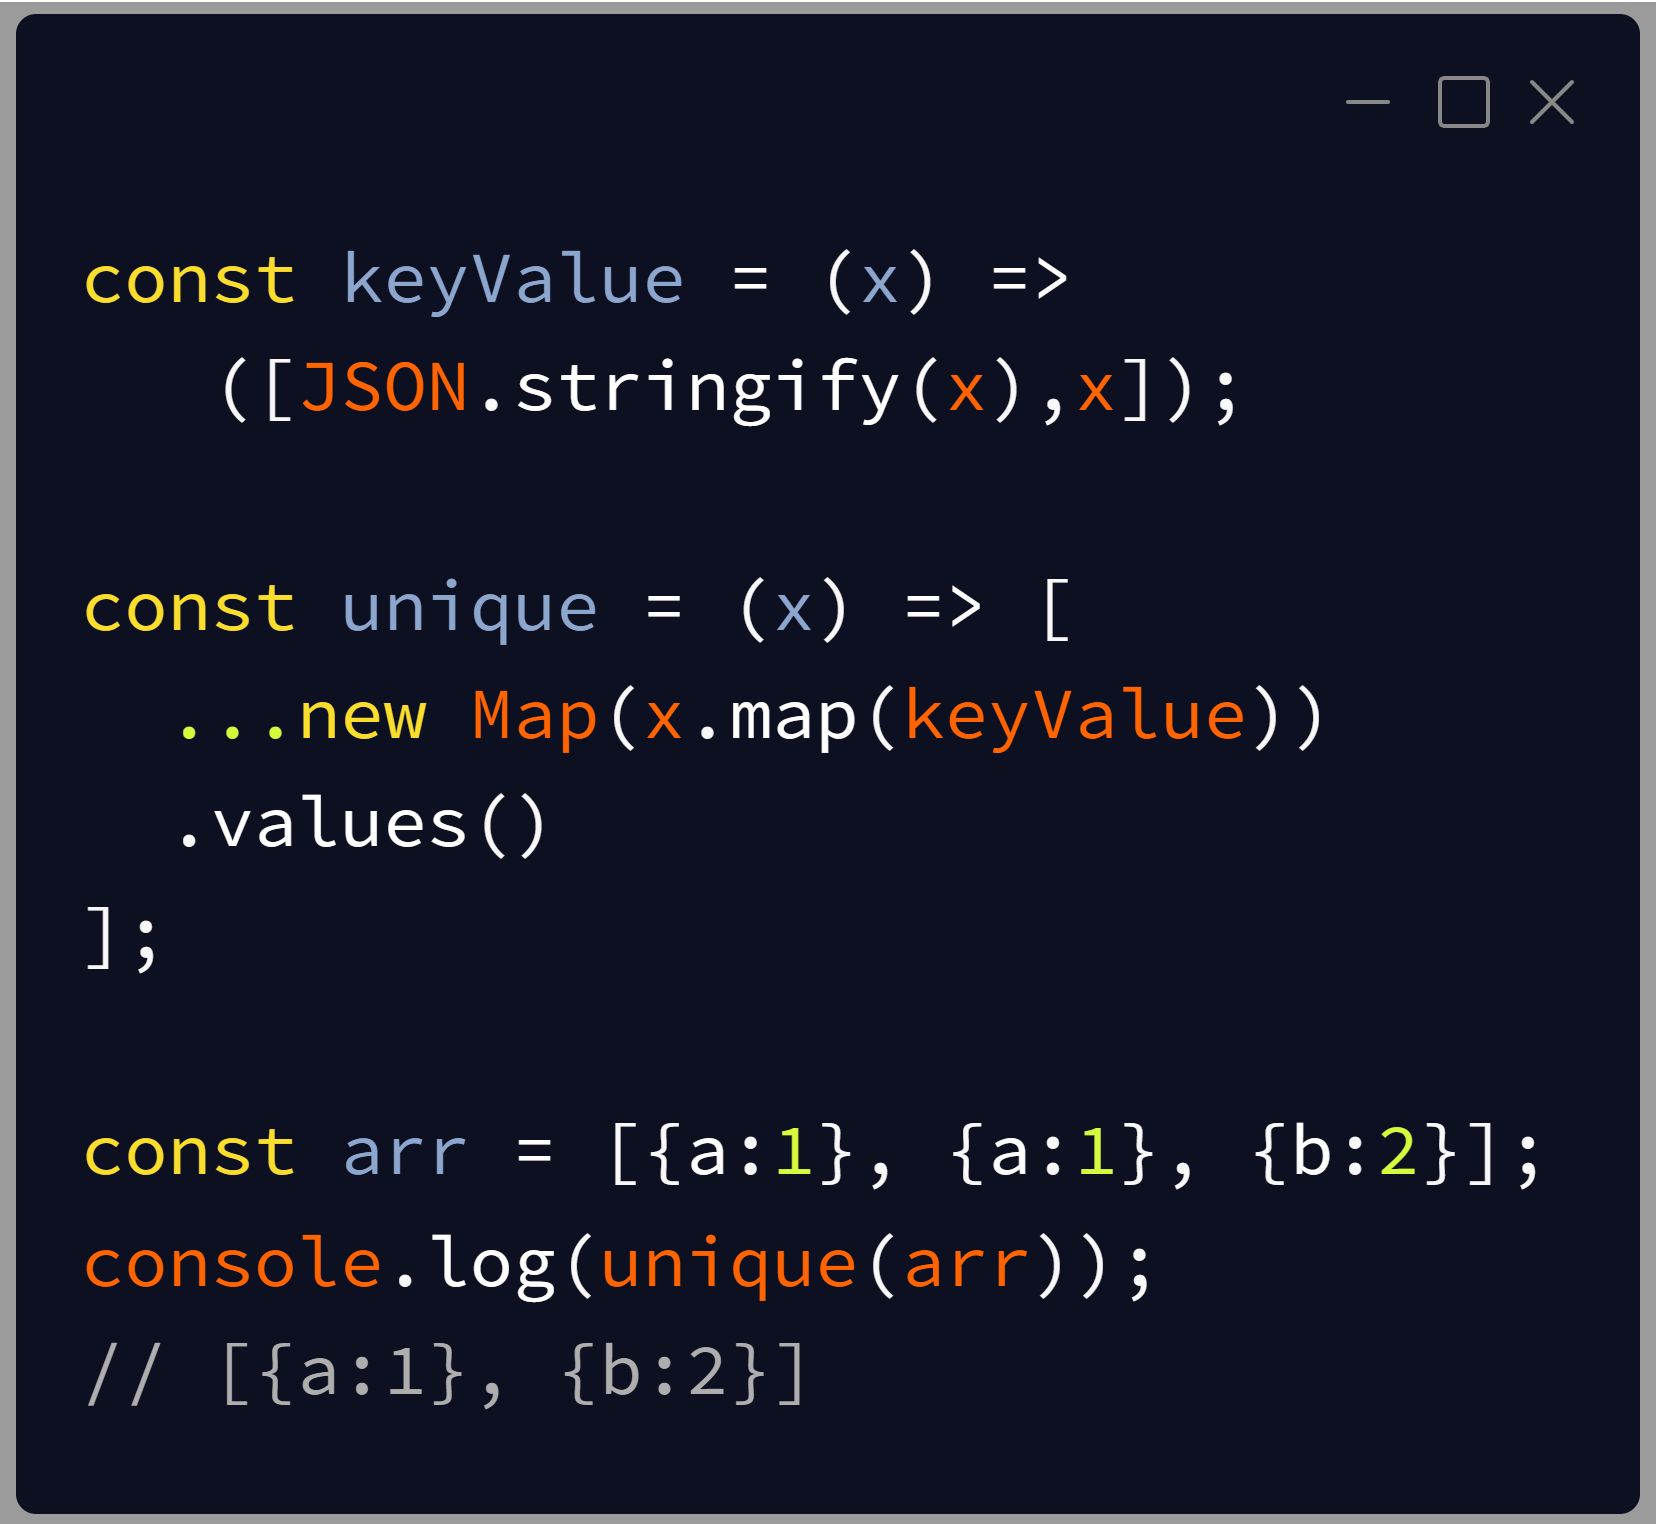 const keyValue = (x) =>
   ([JSON.stringify(x),x]);
const unique = (x) => [
  ...new Map(x.map(keyValue))
  .values()
];
const arr = [{a:1}, {a:1}, {b:2}];
console.log(unique(arr));
// [{a:1}, {b:2}]